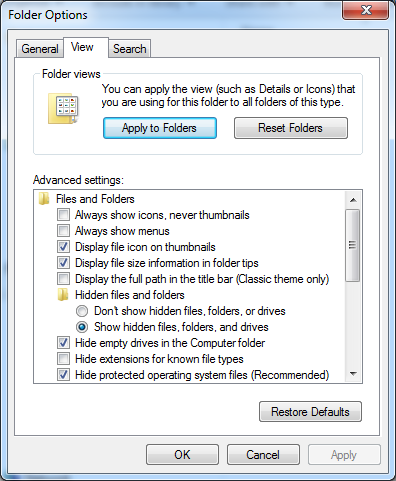 Folder Options
General
View
Search
Folder views
You can apply the view (such as Details or Icons) that
you are using for this folder to all folders of this type.
Apply to Folders
Reset Folders
Advanced settings:
Files and Folders
Always show icons, never thumbnails
Always show menus
Display file icon on thumbnails
Display file size information in folder tips
Display the full path in the title bar (Classic theme only)
Hidden files and folders
Don't show hidden files, folders, or drives
Show hidden files, folders, and drives
Hide empty drives in the Computer folder
Hide extensions for known file types
Hide protected operating system files (Recommended)
Restore Defaults
OK
Cancel
Apply